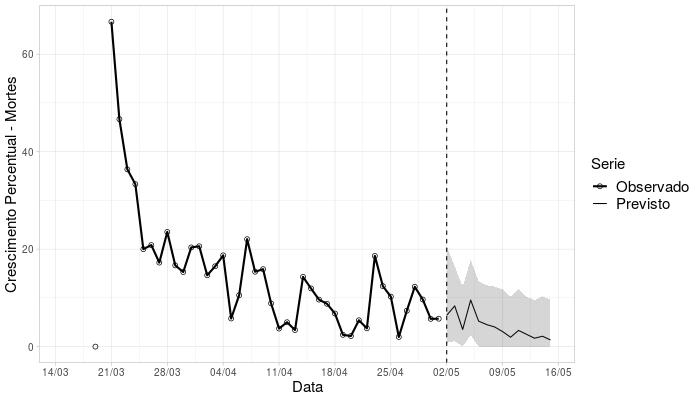 Crescimento Percentual - Mortes
60
40
20
0
14/03 21/03 28/03 04/04 11/04 18/04 25/04 02/05 09/05 16/05
Data
Serie
Observado
Previsto